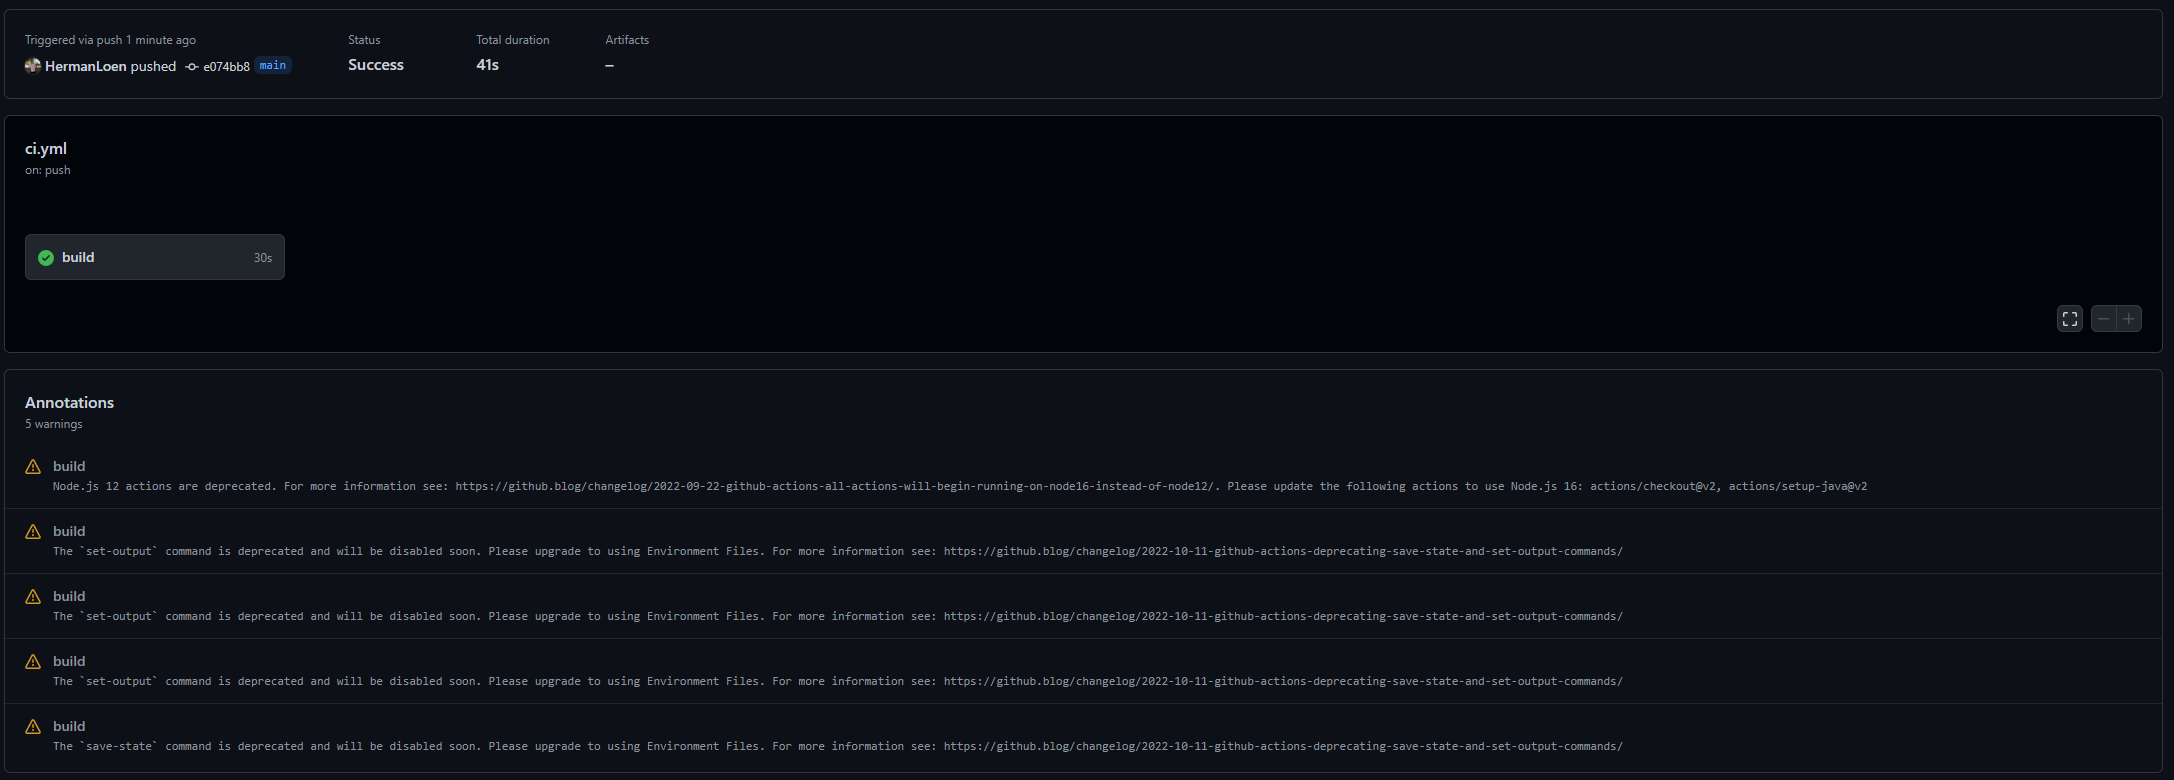 Triggered via push 1 minute ago
HermanLoen pushed e074bb8 main
Status
Success
Total duration
41s
Artifacts
–
ci.yml
on: push
build 30s
Annotations
5 warnings
build
Node.js 12 actions are deprecated. For more information see: https://github.blog/changelog/2022-09-22-github-actions-all-actions-will-begin-running-on-node16-instead-of-node12/. Please update the following actions to use Node.js 16: actions/checkout@v2, actions/setup-java@v2
build
The `set-output` command is deprecated and will be disabled soon. Please upgrade to using Environment Files. For more information see: https://github.blog/changelog/2022-10-11-github-actions-deprecating-save-state-and-set-output-commands/
build
The `set-output` command is deprecated and will be disabled soon. Please upgrade to using Environment Files. For more information see: https://github.blog/changelog/2022-10-11-github-actions-deprecating-save-state-and-set-output-commands/
build
The `set-output` command is deprecated and will be disabled soon. Please upgrade to using Environment Files. For more information see: https://github.blog/changelog/2022-10-11-github-actions-deprecating-save-state-and-set-output-commands/
build
The `save-state` command is deprecated and will be disabled soon. Please upgrade to using Environment Files. For more information see: https://github.blog/changelog/2022-10-11-github-actions-deprecating-save-state-and-set-output-commands/